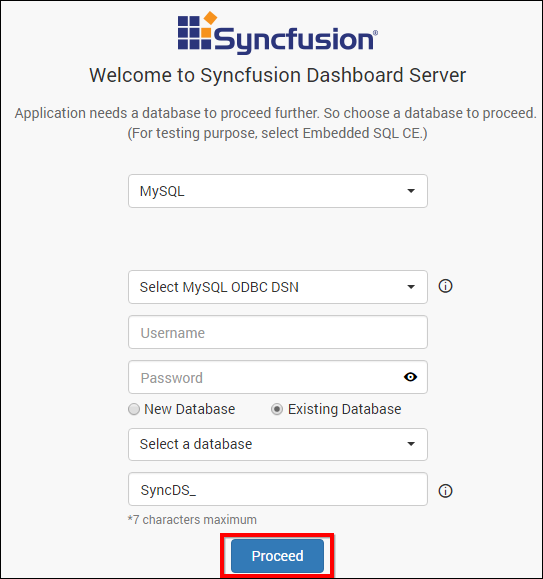 Syncfusion®
Welcome to Syncfusion Dashboard Server
Application needs a database to proceed further. So choose a database to proceed.
(For testing purpose, select Embedded SQL CE.)
MySQL
Select MySQL ODBC DSN
Username
Password
New Database Existing Database
Select a database
SyncDS_
*7 characters maximum
Proceed